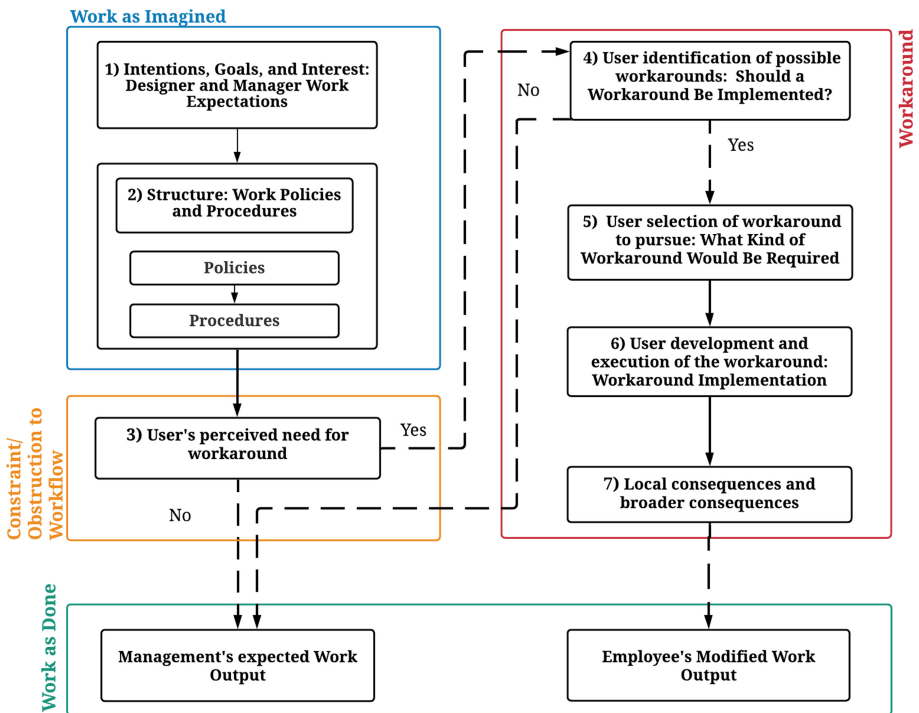 Work as Imagined
1) Intentions, Goals, and Interest:
Designer and Manager Work
Expectations
2) Structure: Work Policies
and Procedures
Policies
Procedures
Constraint/
Obstruction to
Workflow
3) User's perceived need for
workaround
Yes
No
Workaround
4) User identification of possible
workarounds: Should a
Workaround Be Implemented?
No
Yes
5) User selection of workaround
to pursue: What Kind of
Workaround Would Be Required
6) User development and
execution of the workaround:
Workaround Implementation
7) Local consequences and
broader consequences
Work as Done
Management's expected Work
Output
Employee's Modified Work
Output